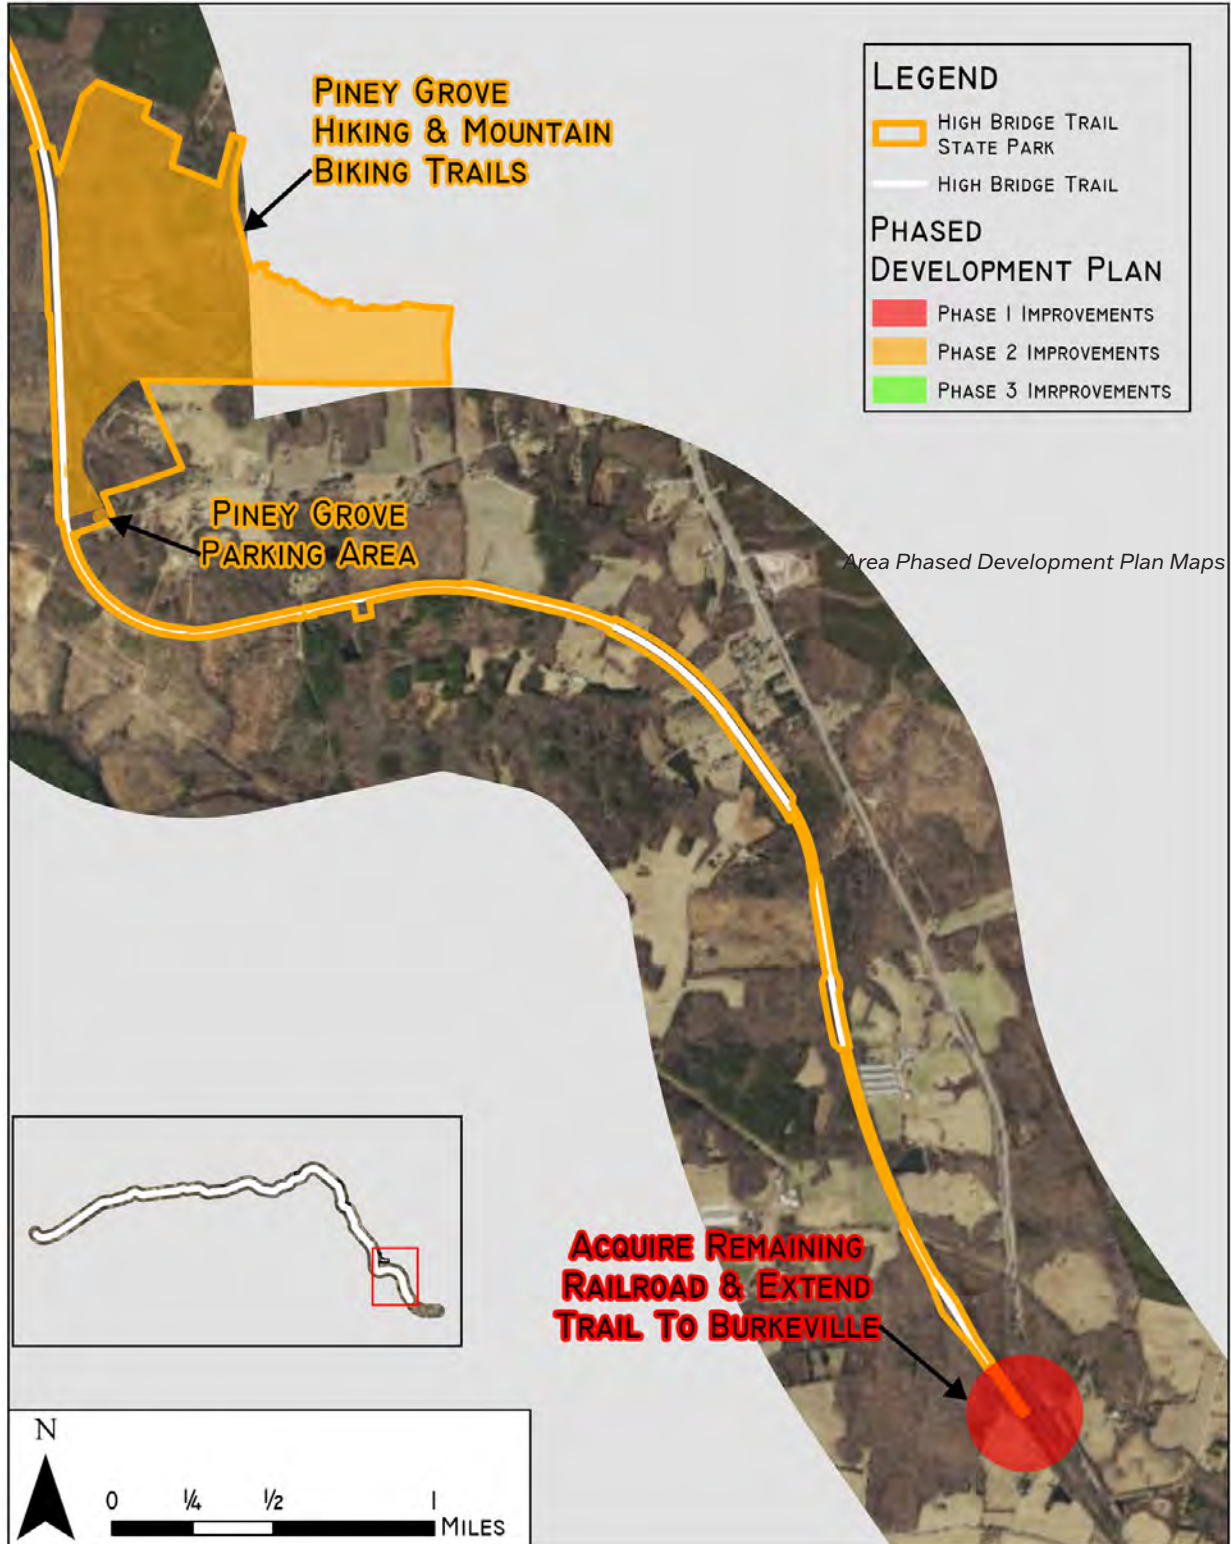 PINEY GROVE
HIKING & MOUNTAIN
BIKING TRAILS
LEGEND
HIGH BRIDGE TRAIL
STATE PARK
HIGH BRIDGE TRAIL
PHASED
DEVELOPMENT PLAN
PHASE 1 IMPROVEMENTS
PHASE 2 IMPROVEMENTS
PHASE 3 IMRPROVEMENTS
PINEY GROVE
PARKING AREA
Area Phased Development Plan Maps
ACQUIRE REMAINING
RAILROAD & EXTEND
TRAIL TO BURKEVILLE
N
0 ¼ ½ 1
MILES